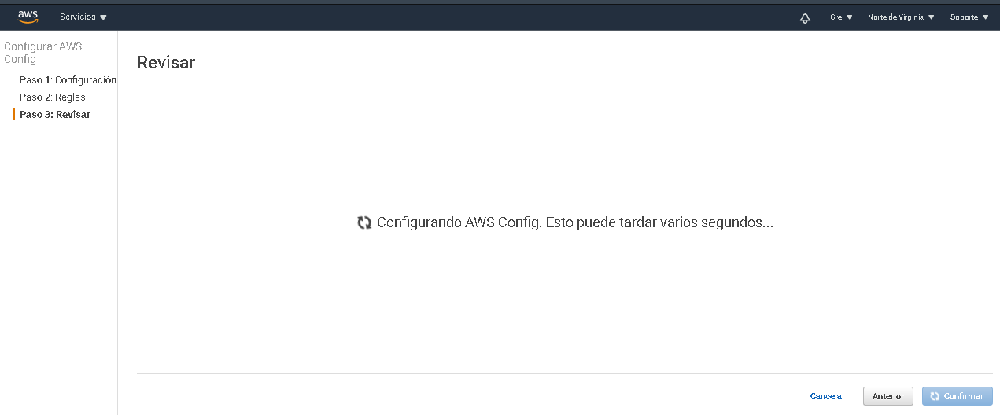 aws
Servicios
Gre
Norte de Virginia
Soporte
Configurar AWS
Config
Paso 1: Configuración
Paso 2: Reglas
Paso 3: Revisar
Revisar
Configurando AWS Config. Esto puede tardar varios segundos...
Cancelar
Anterior
Confirmar